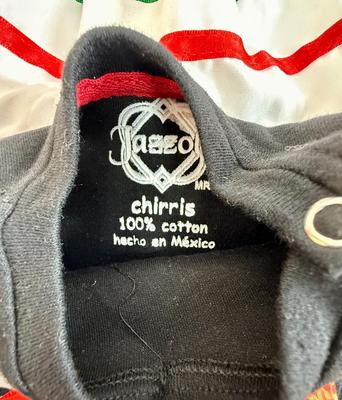 Jasso
MR
chirris
100% cotton
hecho en México